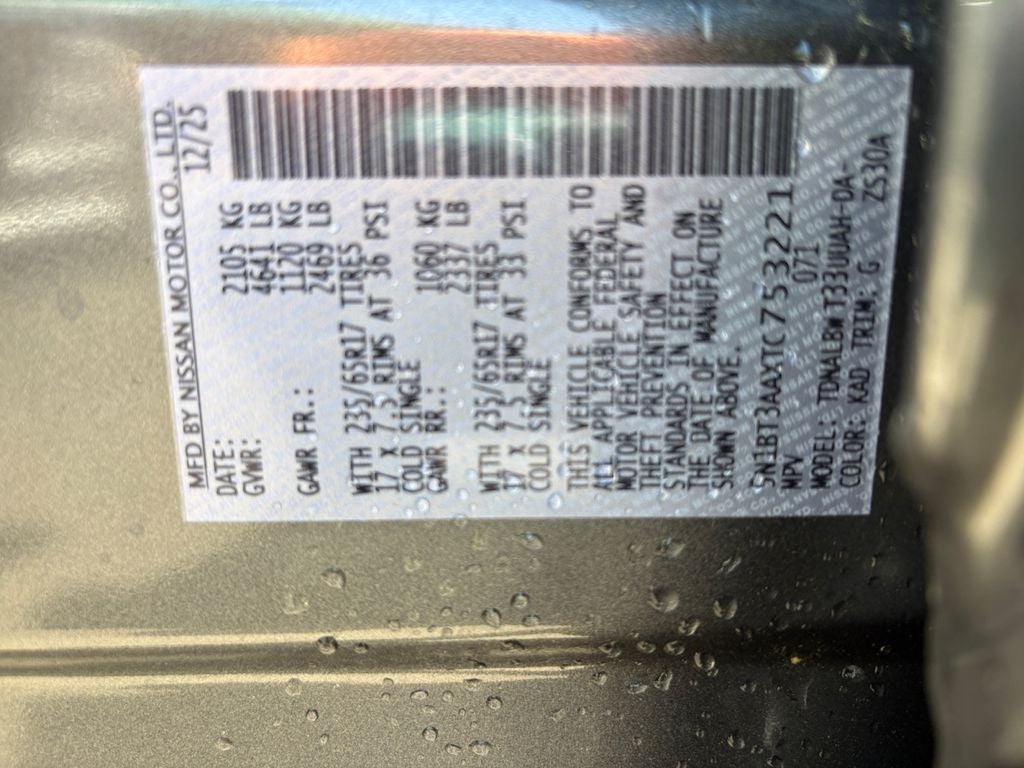 MFD BY NISSAN MOTOR CO., LTD.
DATE: 12/25
GVWR: 2105 KG
4641 LB
GAWR FR.: 1120 KG
2469 LB
WITH 235/65R17 TIRES
17 X 7.5 RIMS AT 36 PSI
COLD SINGLE
GAWR RR.: 1060 KG
2337 LB
WITH 235/65R17 TIRES
17 X 7.5 RIMS AT 33 PSI
COLD SINGLE
THIS VEHICLE CONFORMS TO
ALL APPLICABLE FEDERAL
MOTOR VEHICLE SAFETY AND
THEFT PREVENTION
STANDARDS IN EFFECT ON
THE DATE OF MANUFACTURE
SHOWN ABOVE.
5N1BT3AAXTC753221
MPV 071
MODEL: TDNALBW T33UUAH-DA-
COLOR: KAD TRIM: G ZS30A